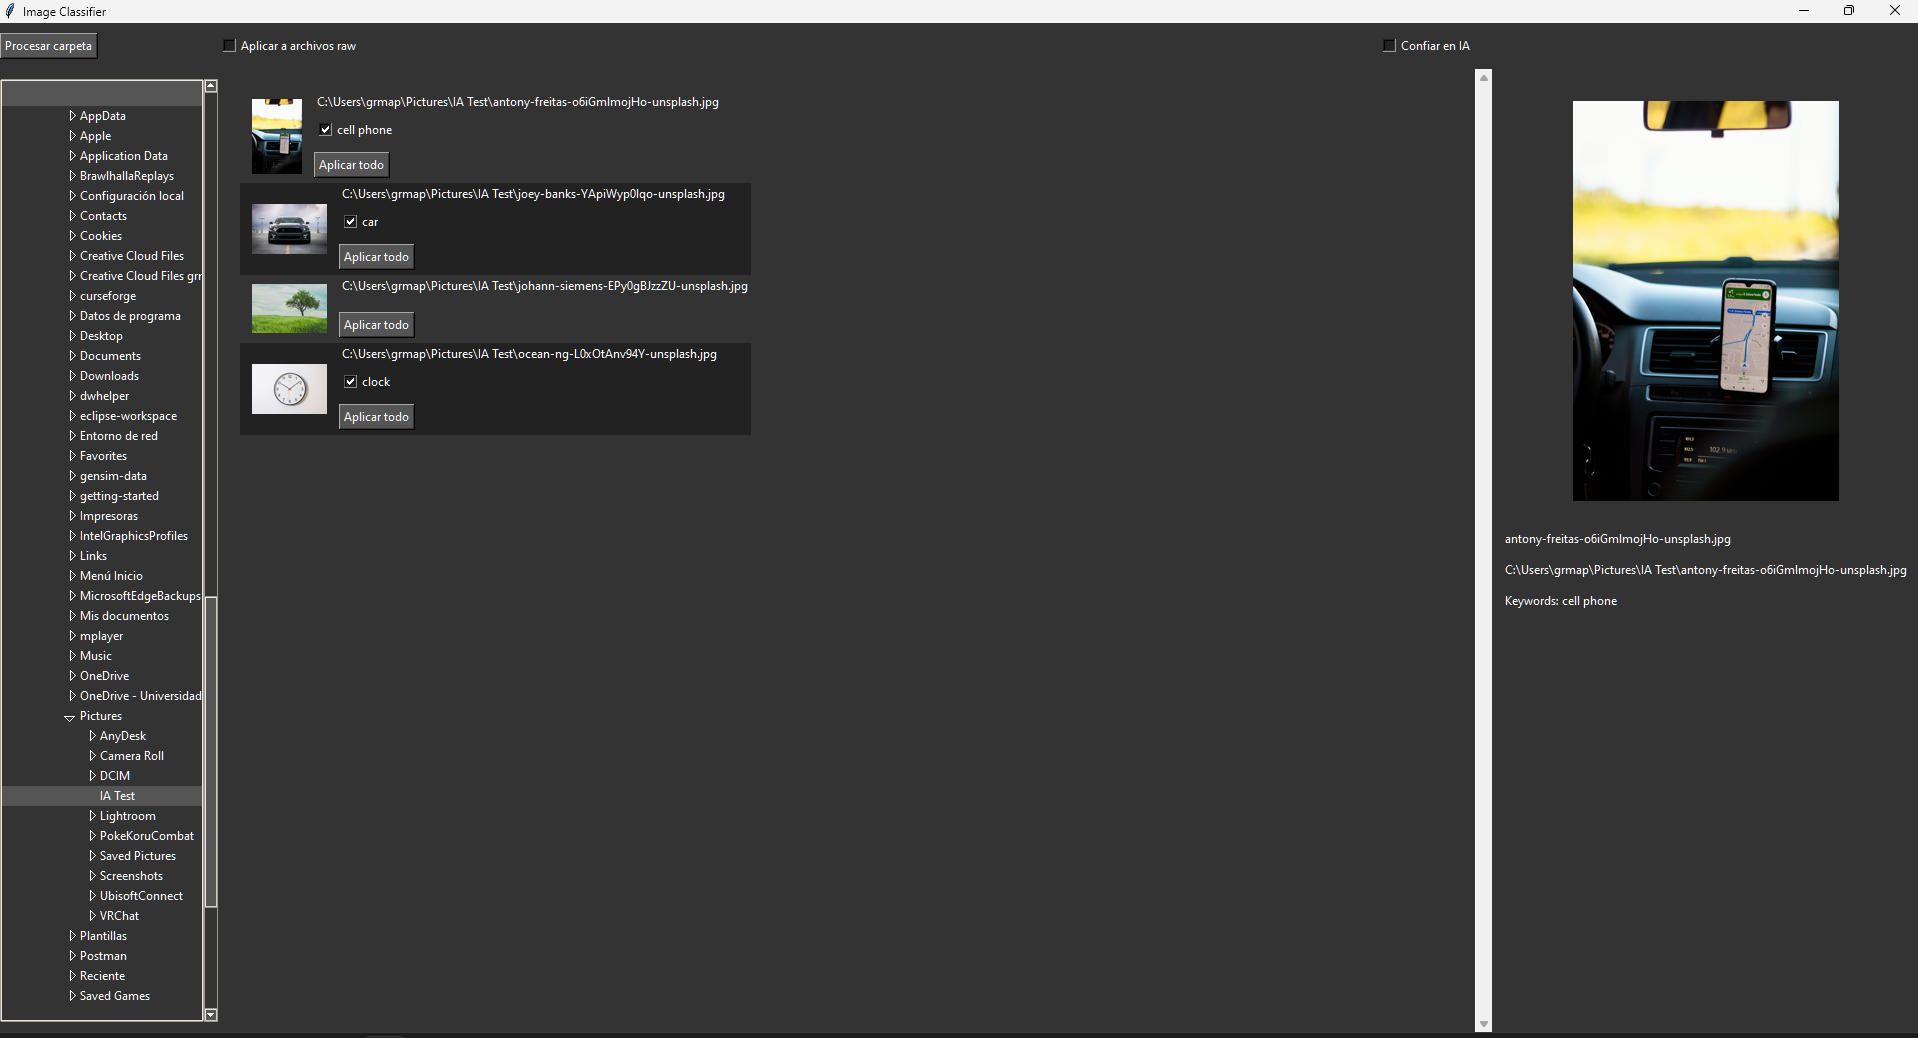 Image Classifier
Procesar carpeta
Aplicar a archivos raw
Confiar en IA
AppData
Apple
Application Data
BrawlhallaReplays
Configuración local
Contacts
Cookies
Creative Cloud Files
Creative Cloud Files grr
curseforge
Datos de programa
Desktop
Documents
Downloads
dwhelper
eclipse-workspace
Entorno de red
Favorites
gensim-data
getting-started
Impresoras
IntelGraphicsProfiles
Links
Menú Inicio
MicrosoftEdgeBackups
Mis documentos
mplayer
Music
OneDrive
OneDrive - Universidad
Pictures
AnyDesk
Camera Roll
DCIM
IA Test
Lightroom
PokeKoruCombat
Saved Pictures
Screenshots
UbisoftConnect
VRChat
Plantillas
Postman
Reciente
Saved Games
C:\Users\grmap\Pictures\IA Test\antony-freitas-o6iGmImojHo-unsplash.jpg
cell phone
Aplicar todo
C:\Users\grmap\Pictures\IA Test\joey-banks-YApiWyp0lqo-unsplash.jpg
car
Aplicar todo
C:\Users\grmap\Pictures\IA Test\johann-siemens-EPy0gBJzzZU-unsplash.jpg
Aplicar todo
C:\Users\grmap\Pictures\IA Test\ocean-ng-L0xOtAnv94Y-unsplash.jpg
clock
Aplicar todo
102.9
antony-freitas-o6iGmImojHo-unsplash.jpg
C:\Users\grmap\Pictures\IA Test\antony-freitas-o6iGmImojHo-unsplash.jpg
Keywords: cell phone